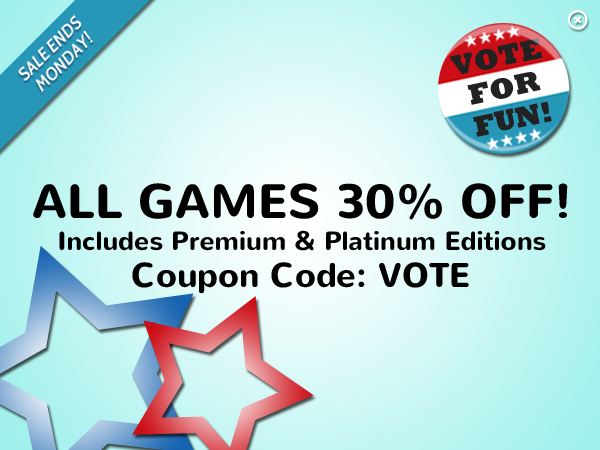 SALE ENDS
MONDAY!
VOTE
FOR
FUN!
ALL GAMES 30% OFF!
Includes Premium & Platinum Editions
Coupon Code: VOTE